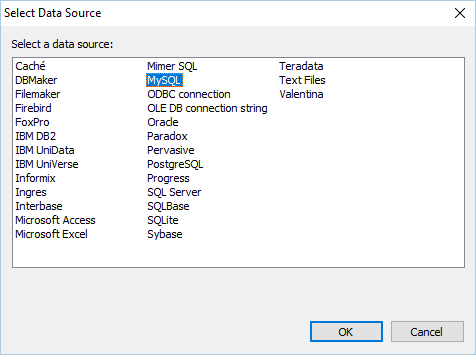 Select Data Source
Select a data source:
Caché
DBMaker
Filemaker
Firebird
FoxPro
IBM DB2
IBM UniData
IBM UniVerse
Informix
Ingres
Interbase
Microsoft Access
Microsoft Excel
Mimer SQL
MySQL
ODBC connection
OLE DB connection string
Oracle
Paradox
Pervasive
PostgreSQL
Progress
SQL Server
SQLBase
SQLite
Sybase
Teradata
Text Files
Valentina
OK
Cancel